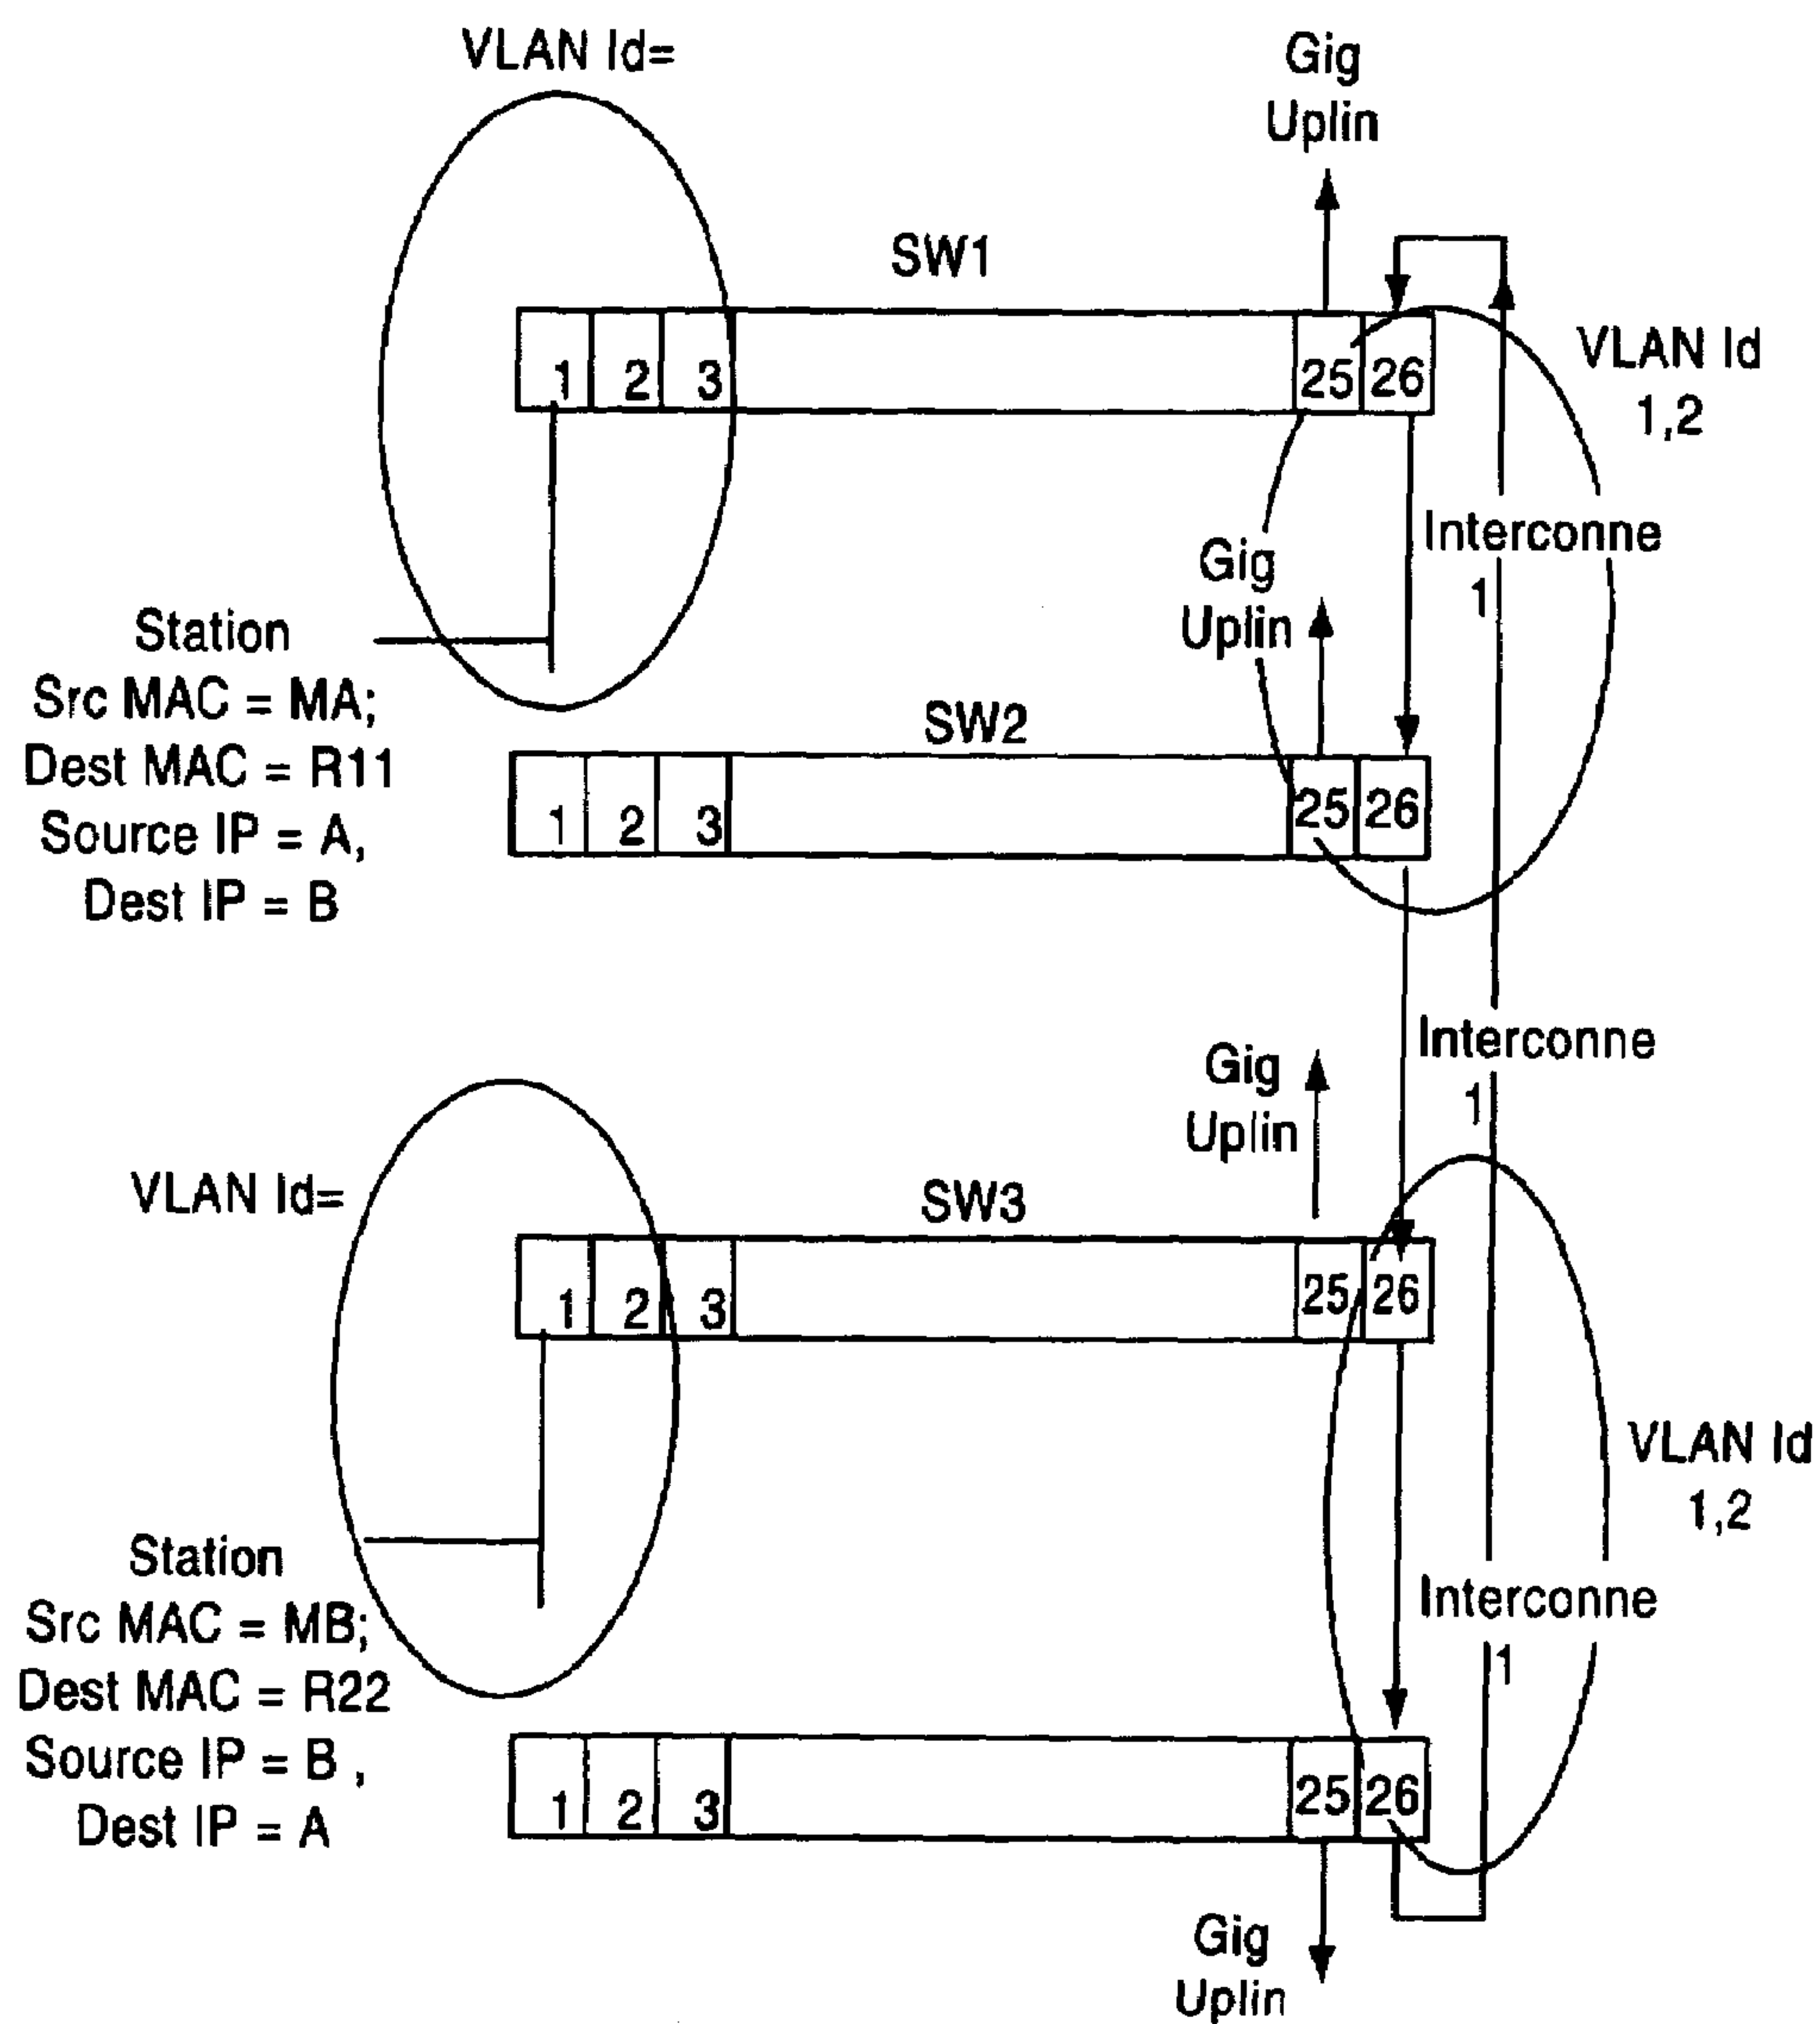 VLAN Id=
Gig
Uplin
SW1
1 2 3 25 26
VLAN Id
1,2
Interconne
1
Gig
Uplin
Station
Src MAC = MA;
Dest MAC = R11
Source IP = A,
Dest IP = B
SW2
1 2 3 25 26
Interconne
1
Gig
Uplin
VLAN Id=
SW3
1 2 3 25 26
VLAN Id
1,2
Interconne
1
Station
Src MAC = MB;
Dest MAC = R22
Source IP = B ,
Dest IP = A
1 2 3 25 26
Gig
Uplin